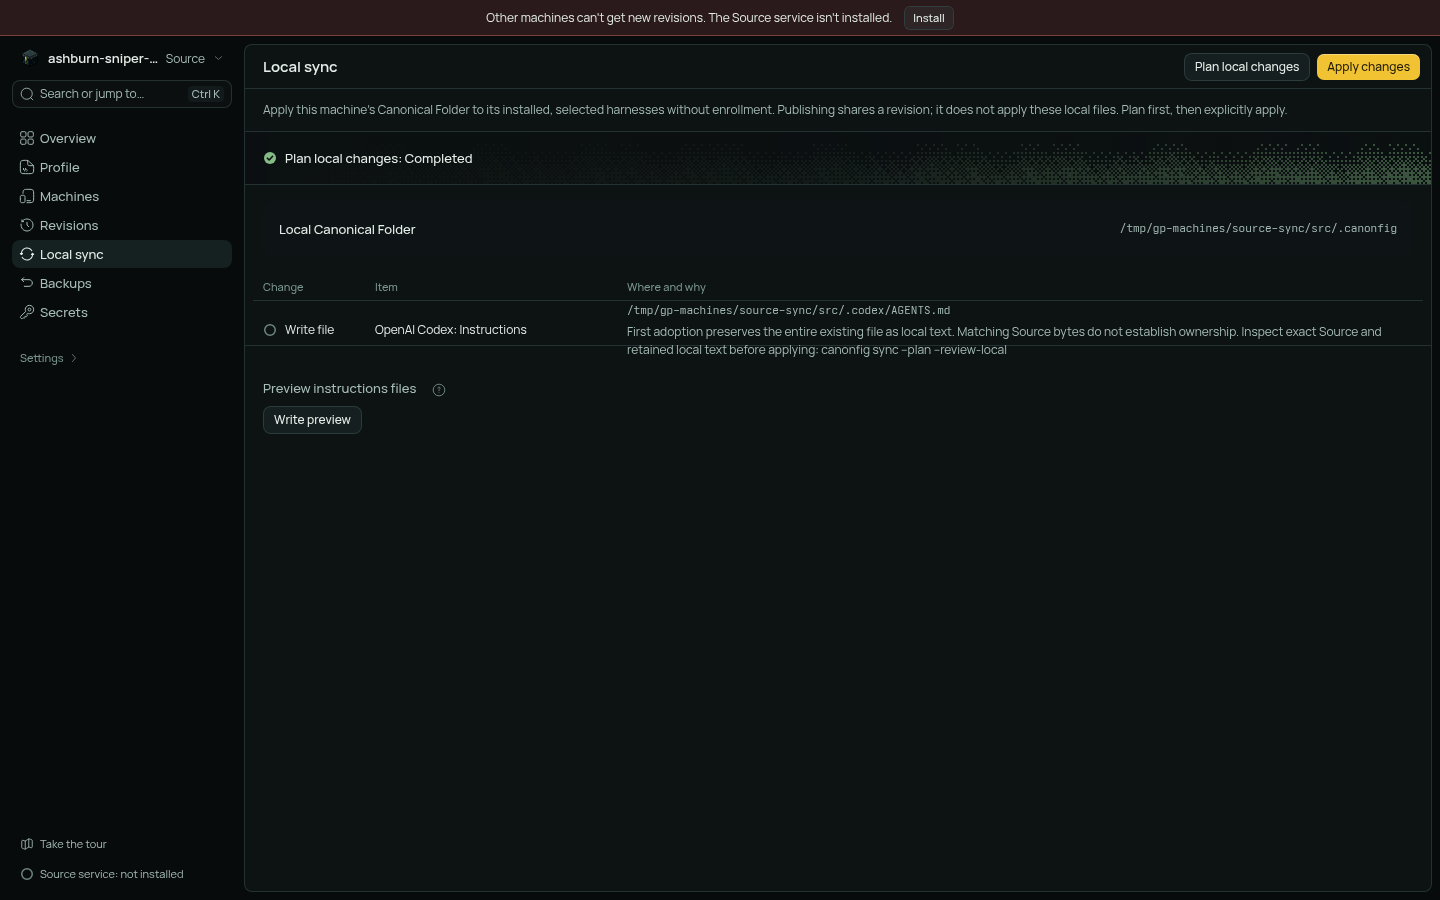 Other machines can't get new revisions. The Source service isn't installed.
Install
ashburn-sniper-... Source
Search or jump to... Ctrl K
Overview
Profile
Machines
Revisions
Local sync
Backups
Secrets
Settings
Take the tour
Source service: not installed
Local sync
Plan local changes
Apply changes
Apply this machine's Canonical Folder to its installed, selected harnesses without enrollment. Publishing shares a revision; it does not apply these local files. Plan first, then explicitly apply.
Plan local changes: Completed
Local Canonical Folder
/tmp/gp-machines/source-sync/src/.canonfig
Change Item Where and why
Write file OpenAI Codex: Instructions
/tmp/gp-machines/source-sync/src/.codex/AGENTS.md
First adoption preserves the entire existing file as local text. Matching Source bytes do not establish ownership. Inspect exact Source and
retained local text before applying: canonfig sync --plan --review-local
Preview instructions files ?
Write preview